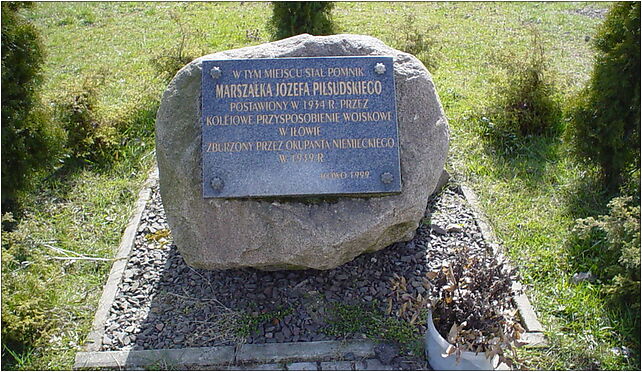 W TYM MIEJSCU STAŁ POMNIK
MARSZAŁKA JÓZEFA PIŁSUDSKIEGO
POSTAWIONY W 1934 R. PRZEZ
KOLEJOWE PRZYSPOSOBIENIE WOJSKOWE
W IŁOWIE
ZBURZONY PRZEZ OKUPANTA NIEMIECKIEGO
W 1939 R.
IŁOWO 1999